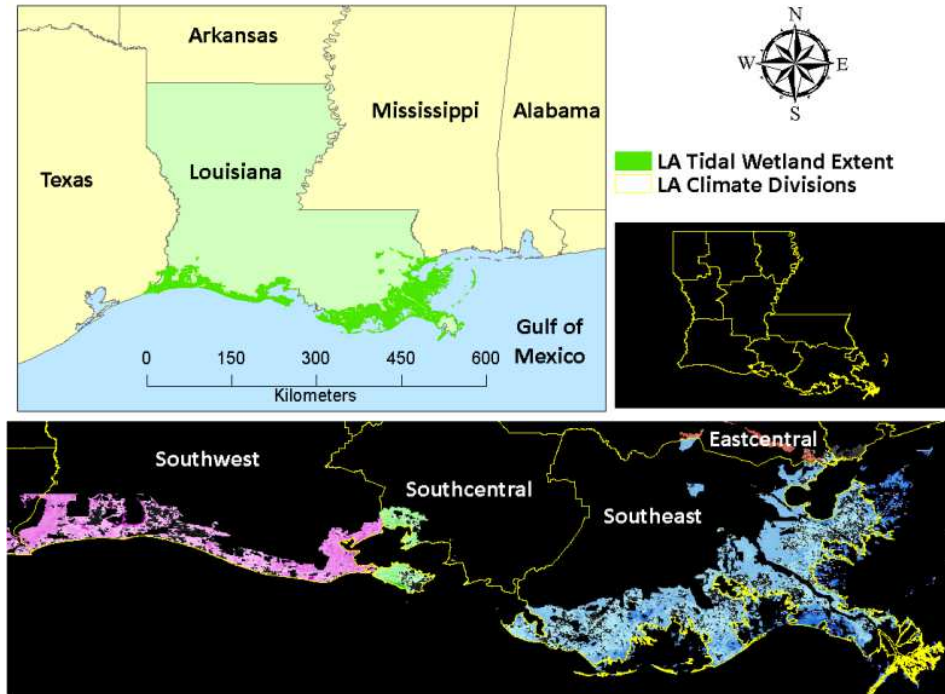 Arkansas
Mississippi
Alabama
Texas
Louisiana
Gulf of
Mexico
0 150 300 450 600
Kilometers
N
W E
S
LA Tidal Wetland Extent
LA Climate Divisions
Southwest
Southcentral
Southeast
Eastcentral